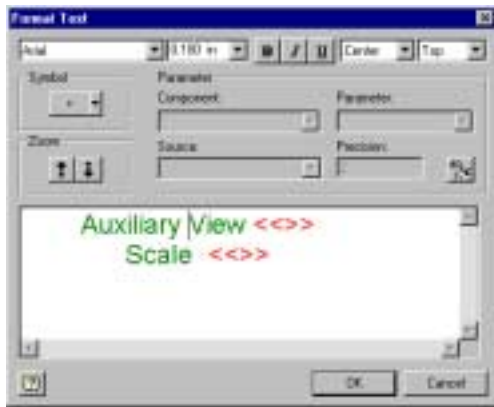 Format Text
Arial 0.180 in B I U Center Top
Symbol Parameter
Component: Parameter:
Zoom Source: Precision:
Auxiliary View <<>>
Scale <<>>
? OK Cancel